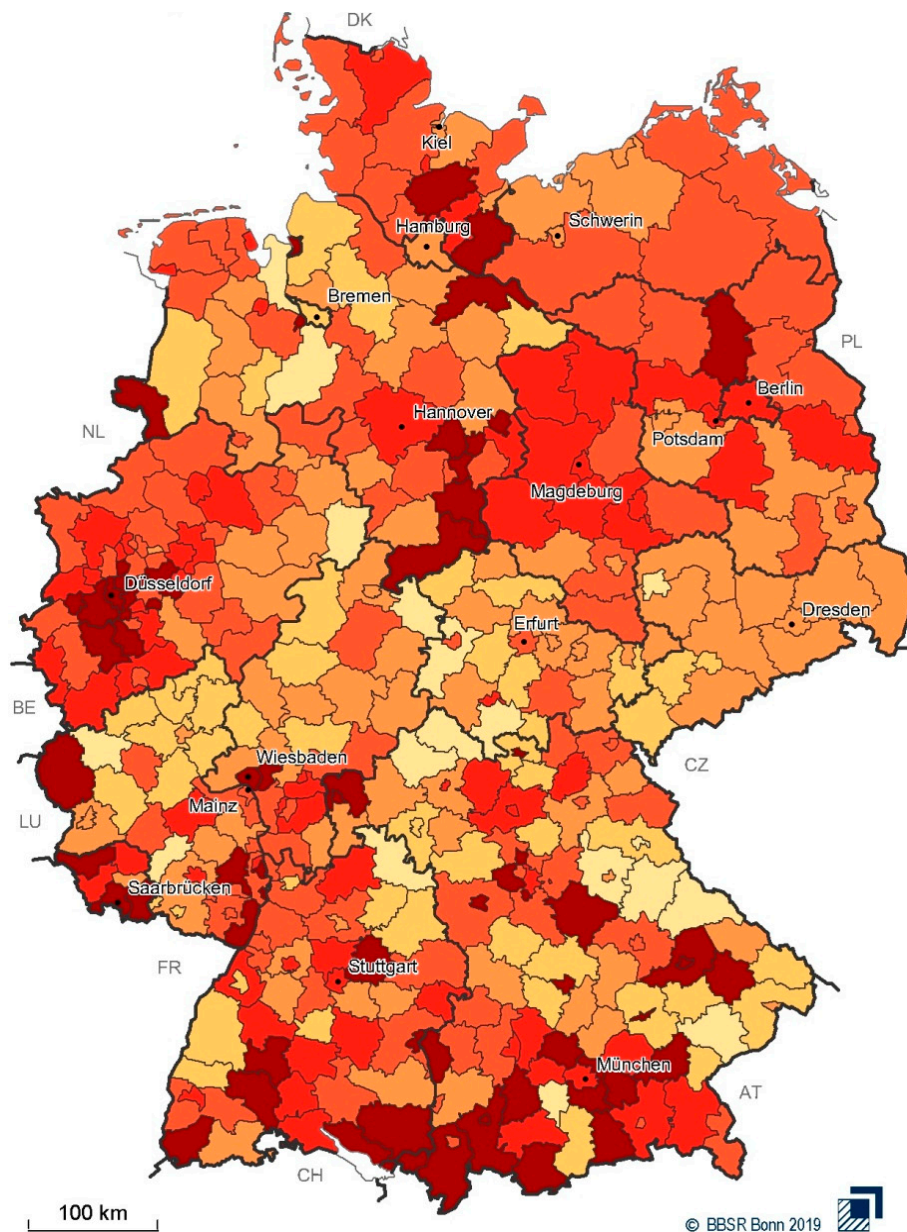 DK
Kiel
Hamburg
Schwerin
Bremen
PL
Berlin
Hannover
Potsdam
NL
Magdeburg
Düsseldorf
Dresden
Erfurt
BE
Wiesbaden
CZ
Mainz
LU
Saarbrücken
FR
Stuttgart
München
AT
CH
100 km
© BBSR Bonn 2019